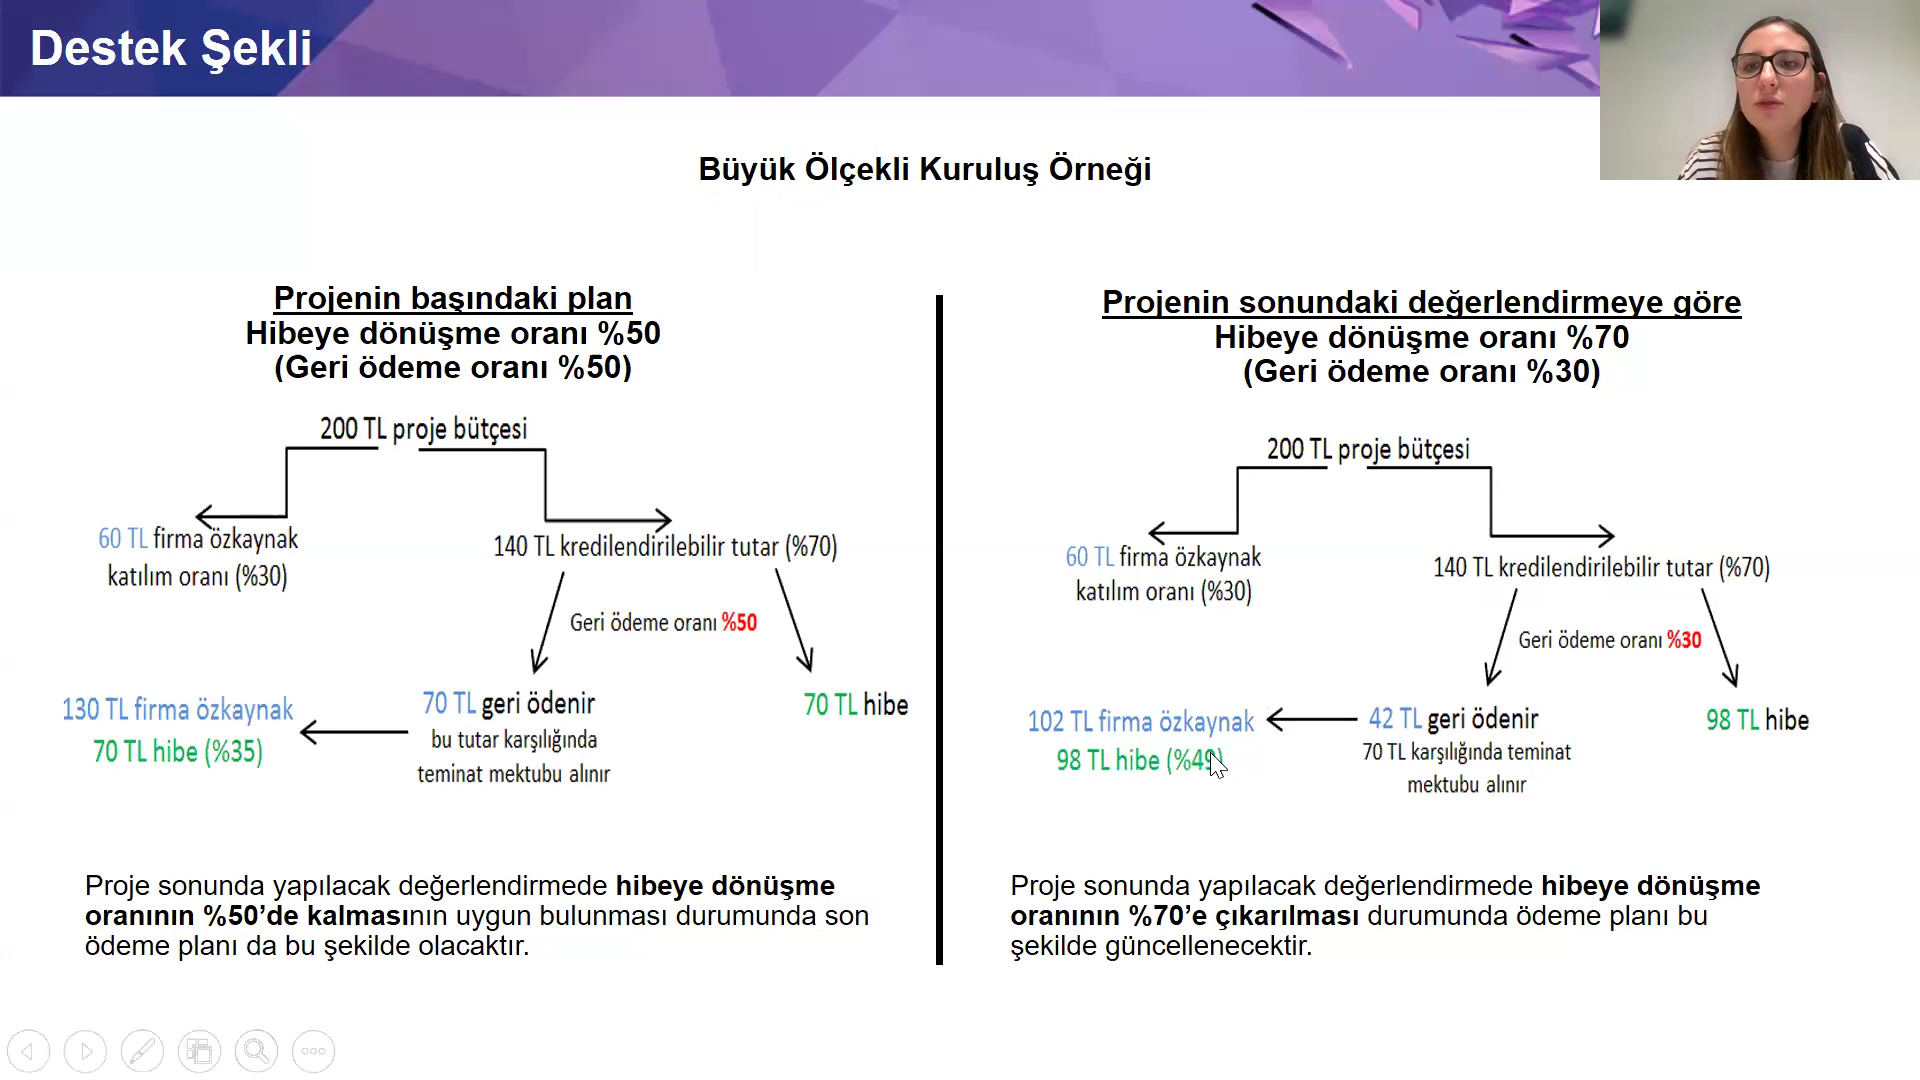 Destek Şekli
Büyük Ölçekli Kuruluş Örneği
Projenin başındaki plan
Hibeye dönüşme oranı %50
(Geri ödeme oranı %50)
200 TL proje bütçesi
60 TL firma özkaynak
katılım oranı (%30)
140 TL kredilendirilebilir tutar (%70)
Geri ödeme oranı %50
130 TL firma özkaynak
70 TL hibe (%35)
70 TL geri ödenir
bu tutar karşılığında
teminat mektubu alınır
70 TL hibe
Proje sonunda yapılacak değerlendirmede hibeye dönüşme
oranının %50’de kalmasının uygun bulunması durumunda son
ödeme planı da bu şekilde olacaktır.
Projenin sonundaki değerlendirmeye göre
Hibeye dönüşme oranı %70
(Geri ödeme oranı %30)
200 TL proje bütçesi
60 TL firma özkaynak
katılım oranı (%30)
140 TL kredilendirilebilir tutar (%70)
Geri ödeme oranı %30
102 TL firma özkaynak
98 TL hibe (%49)
42 TL geri ödenir
70 TL karşılığında teminat
mektubu alınır
98 TL hibe
Proje sonunda yapılacak değerlendirmede hibeye dönüşme
oranının %70’e çıkarılması durumunda ödeme planı bu
şekilde güncellenecektir.